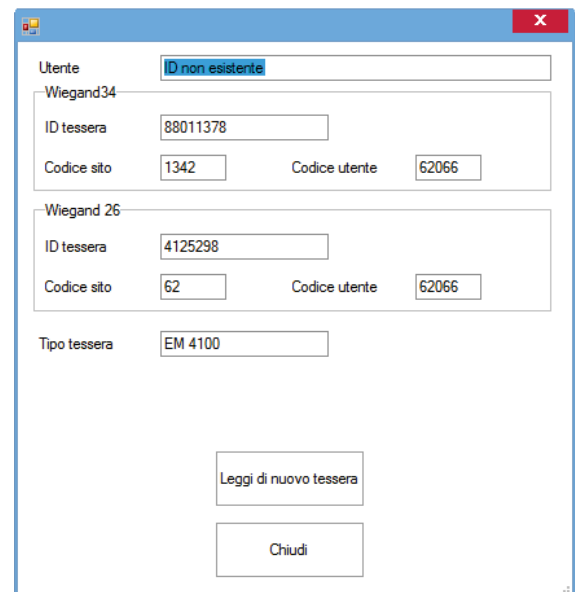 X
Utente ID non esistente
Wiegand34
ID tessera 88011378
Codice sito 1342 Codice utente 62066
Wiegand 26
ID tessera 4125298
Codice sito 62 Codice utente 62066
Tipo tessera EM 4100
Leggi di nuovo tessera
Chiudi